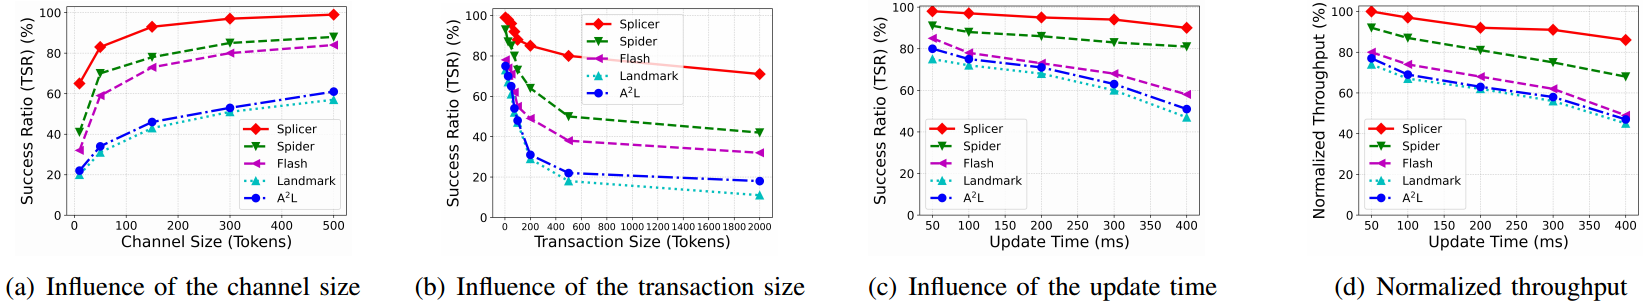 Success Ratio (TSR) (%)
100
80
60
40
20
0
Splicer
Spider
Flash
Landmark
A²L
0 100 200 300 400 500
Channel Size (Tokens)
(a) Influence of the channel size
Success Ratio (TSR) (%)
100
80
60
40
20
0
Splicer
Spider
Flash
Landmark
A²L
0 200 400 600 800 1000 1200 1400 1600 1800 2000
Transaction Size (Tokens)
(b) Influence of the transaction size
Success Ratio (TSR) (%)
100
80
60
40
20
0
Splicer
Spider
Flash
Landmark
A²L
50 100 150 200 250 300 350 400
Update Time (ms)
(c) Influence of the update time
Normalized Throughput (%)
100
80
60
40
20
0
Splicer
Spider
Flash
Landmark
A²L
50 100 150 200 250 300 350 400
Update Time (ms)
(d) Normalized throughput